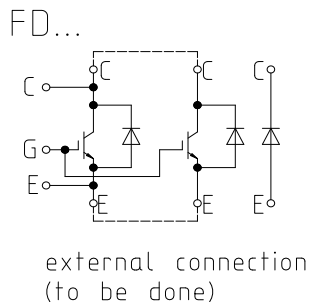 FD...
C C C
C
G
E
E E E
external connection
(to be done)